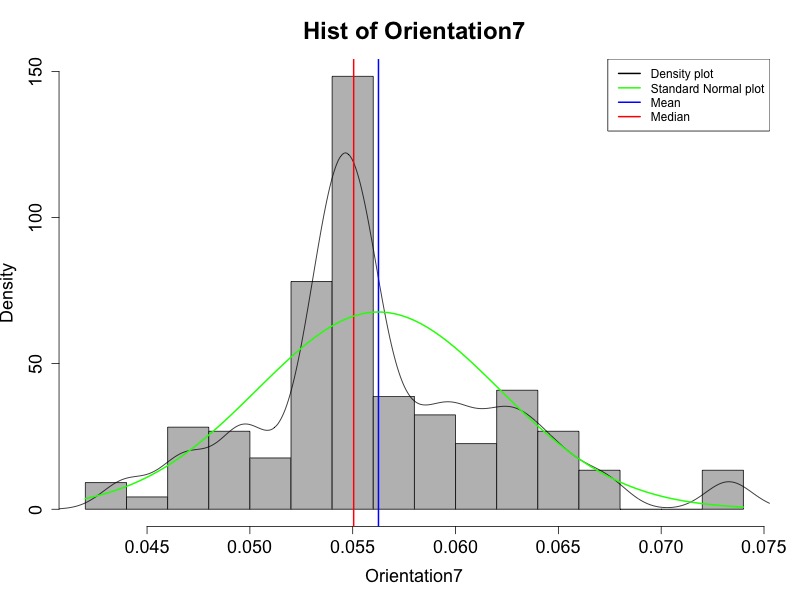 Hist of Orientation7
Density plot
Standard Normal plot
Mean
Median
Density
150
100
50
0
0.045 0.050 0.055 0.060 0.065 0.070 0.075
Orientation7